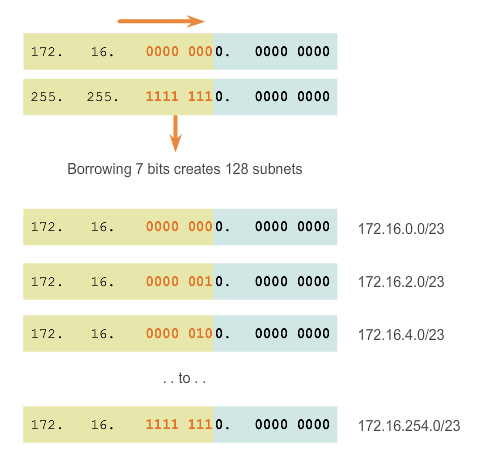 172. 16. 0000 0000. 0000 0000
255. 255. 1111 1110. 0000 0000
Borrowing 7 bits creates 128 subnets
172. 16. 0000 0000. 0000 0000 172.16.0.0/23
172. 16. 0000 0010. 0000 0000 172.16.2.0/23
172. 16. 0000 0100. 0000 0000 172.16.4.0/23
. . to . .
172. 16. 1111 1110. 0000 0000 172.16.254.0/23